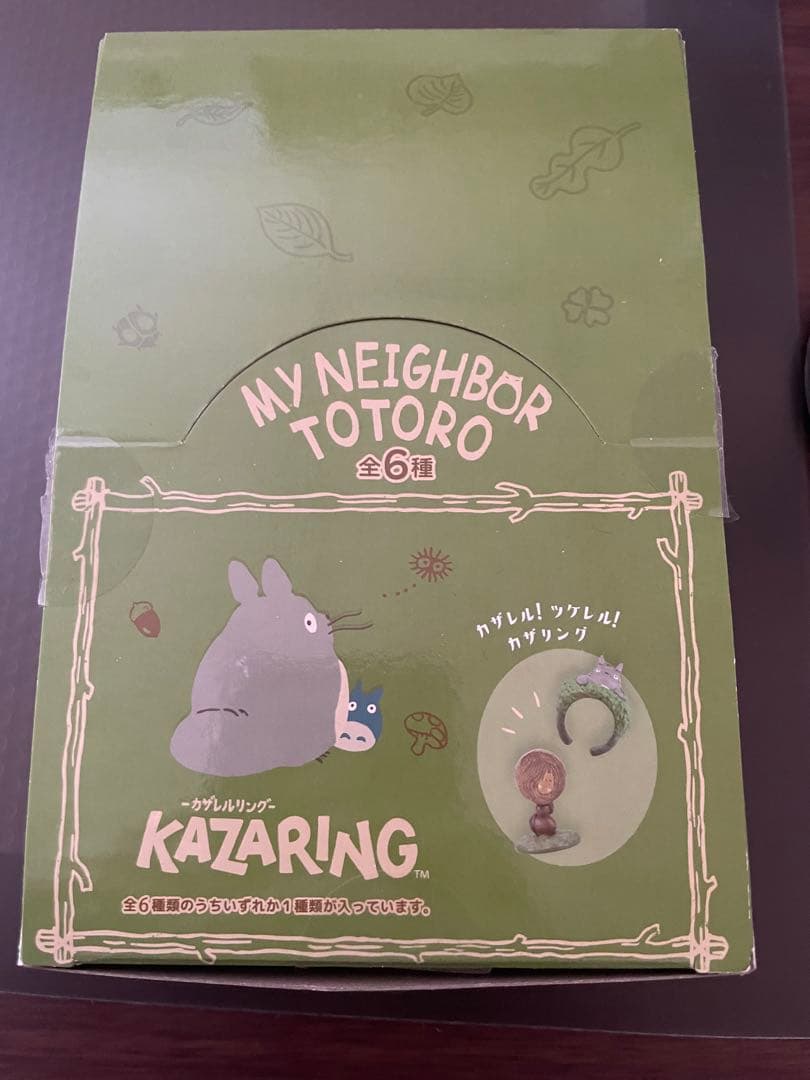 MY NEIGHBOR
TOTORO
全6種
カザレル！ツケレル！
カザリング
-カザレルリング-
KAZARING™
全6種類のうちいずれか1種類が入っています。